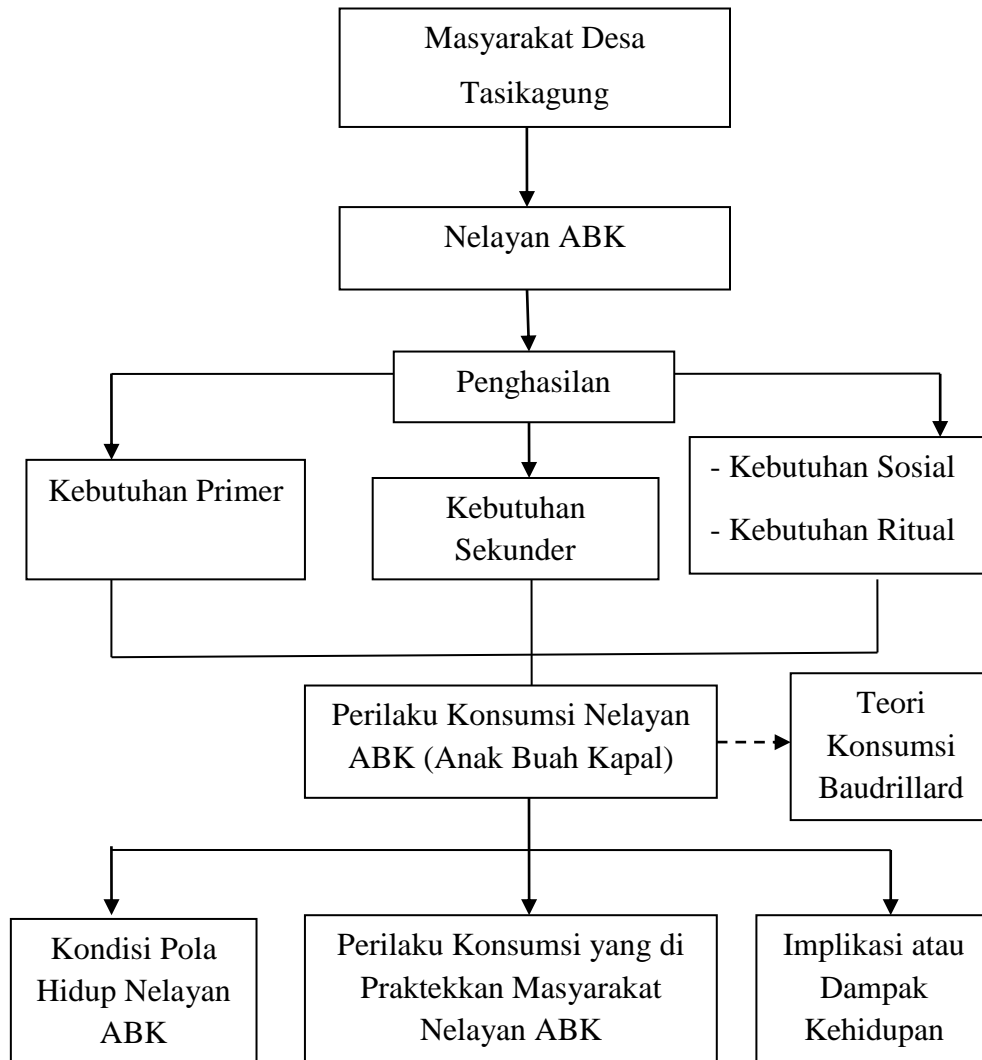 Masyarakat Desa
Tasikagung
Nelayan ABK
Penghasilan
Kebutuhan Primer
Kebutuhan
Sekunder
- Kebutuhan Sosial
- Kebutuhan Ritual
Perilaku Konsumsi Nelayan
ABK (Anak Buah Kapal)
Teori
Konsumsi
Baudrillard
Kondisi Pola
Hidup Nelayan
ABK
Perilaku Konsumsi yang di
Praktekkan Masyarakat
Nelayan ABK
Implikasi atau
Dampak
Kehidupan